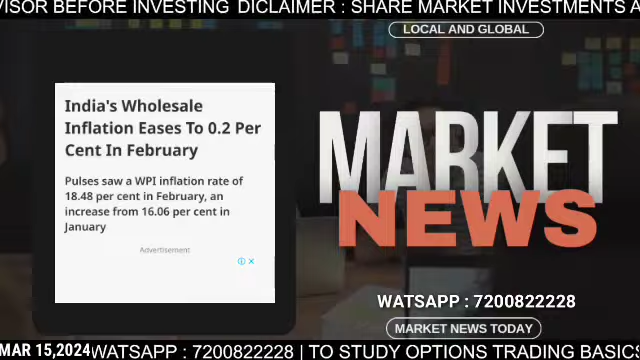 VISOR BEFORE INVESTING DICLAIMER : SHARE MARKET INVESTMENTS A
LOCAL AND GLOBAL
India's Wholesale
Inflation Eases To 0.2 Per
Cent In February
Pulses saw a WPI inflation rate of
18.48 per cent in February, an
increase from 16.06 per cent in
January
Advertisement
MARKET
NEWS
WATSAPP : 7200822228
MARKET NEWS TODAY
MAR 15,2024 WATSAPP : 7200822228 | TO STUDY OPTIONS TRADING BASICS